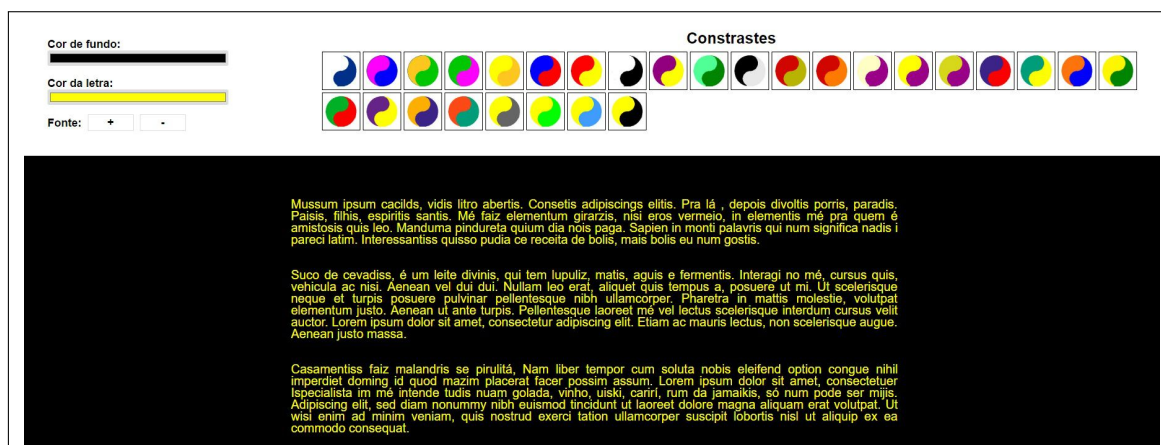 Cor de fundo:
Constrastes
Cor da letra:
Fonte: + -
Mussum ipsum cacilds, vidis litro abertis. Consetis adipiscings elitis. Pra lá , depois divoltis porris, paradis.
Paisis, filhis, espiritis santis. Mé faiz elementum girarzis, nisi eros vermeio, in elementis mé pra quem é
amistosis quis leo. Manduma pindureta quium dia nois paga. Sapien in monti palavris qui num significa nadis i
pareci latim. Interessantiss quisso pudia ce receita de bolis, mais bolis eu num gostis.
Suco de cevadiss, é um leite divinis, qui tem lupuliz, matis, aguis e fermentis. Interagi no mé, cursus quis,
vehicula ac nisi. Aenean vel dui dui. Nullam leo erat, aliquet quis tempus a, posuere ut mi. Ut scelerisque
neque et turpis posuere pulvinar pellentesque nibh ullamcorper. Pharetra in mattis molestie, volutpat
elementum justo. Aenean ut ante turpis. Pellentesque laoreet mé vel lectus scelerisque interdum cursus velit
auctor. Lorem ipsum dolor sit amet, consectetur adipiscing elit. Etiam ac mauris lectus, non scelerisque augue.
Aenean justo massa.
Casamentiss faiz malandris se pirulitá, Nam liber tempor cum soluta nobis eleifend option congue nihil
imperdiet doming id quod mazim placerat facer possim assum. Lorem ipsum dolor sit amet, consectetuer
Ispecialista im mé intende tudis nuam golada, vinho, uiski, carirí, rum da jamaikis, só num pode ser mijis.
Adipiscing elit, sed diam nonummy nibh euismod tincidunt ut laoreet dolore magna aliquam erat volutpat. Ut
wisi enim ad minim veniam, quis nostrud exerci tation ullamcorper suscipit lobortis nisl ut aliquip ex ea
commodo consequat.